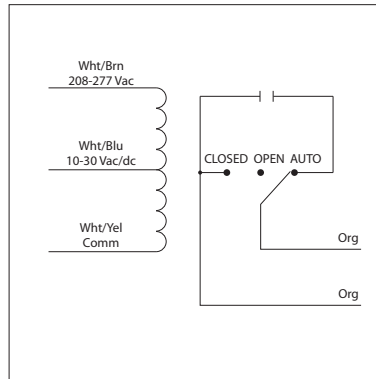 Wht/Brn
208-277 Vac
Wht/Blu
10-30 Vac/dc
CLOSED OPEN AUTO
Wht/Yel
Comm
Org
Org